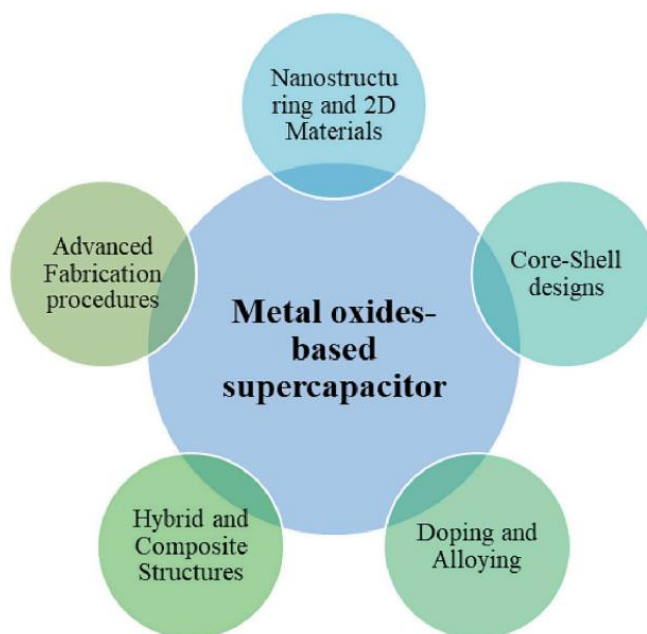 Nanostructu
ring and 2D
Materials
Core-Shell
designs
Doping and
Alloying
Hybrid and
Composite
Structures
Advanced
Fabrication
procedures
Metal oxides-
based
supercapacitor